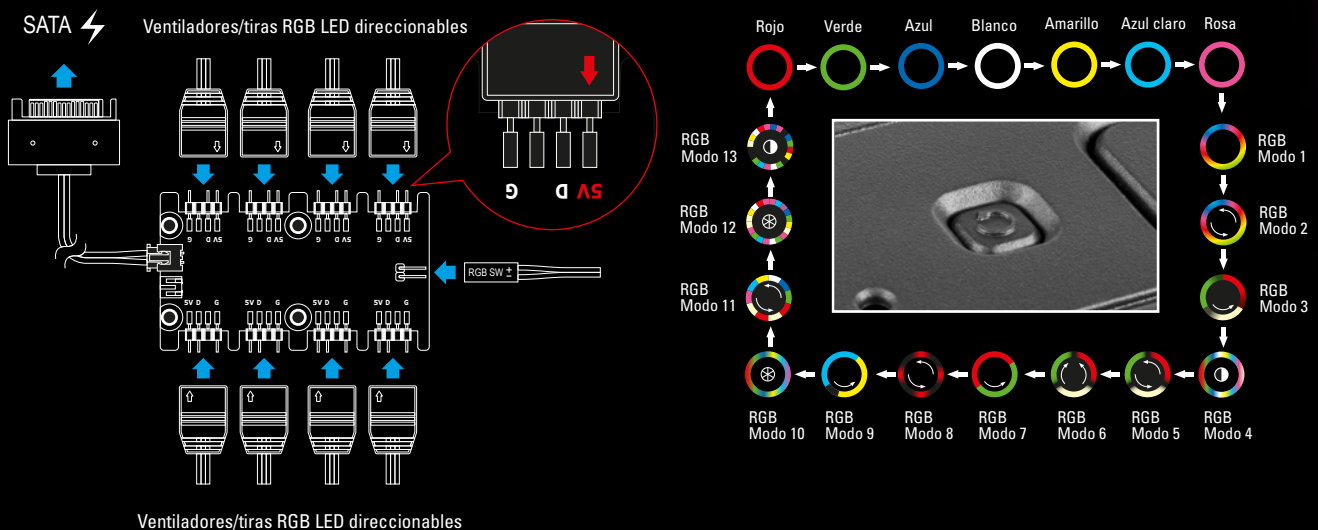 SATA
Ventiladores/tiras RGB LED direccionables
G D 5V
G D 5V
G D 5V
G D 5V
G D 5V
RGB SW ±
5V D G
5V D G
5V D G
5V D G
Ventiladores/tiras RGB LED direccionables
Rojo
Verde
Azul
Blanco
Amarillo
Azul claro
Rosa
RGB
Modo 1
RGB
Modo 2
RGB
Modo 3
RGB
Modo 4
RGB
Modo 5
RGB
Modo 6
RGB
Modo 7
RGB
Modo 8
RGB
Modo 9
RGB
Modo 10
RGB
Modo 11
RGB
Modo 12
RGB
Modo 13